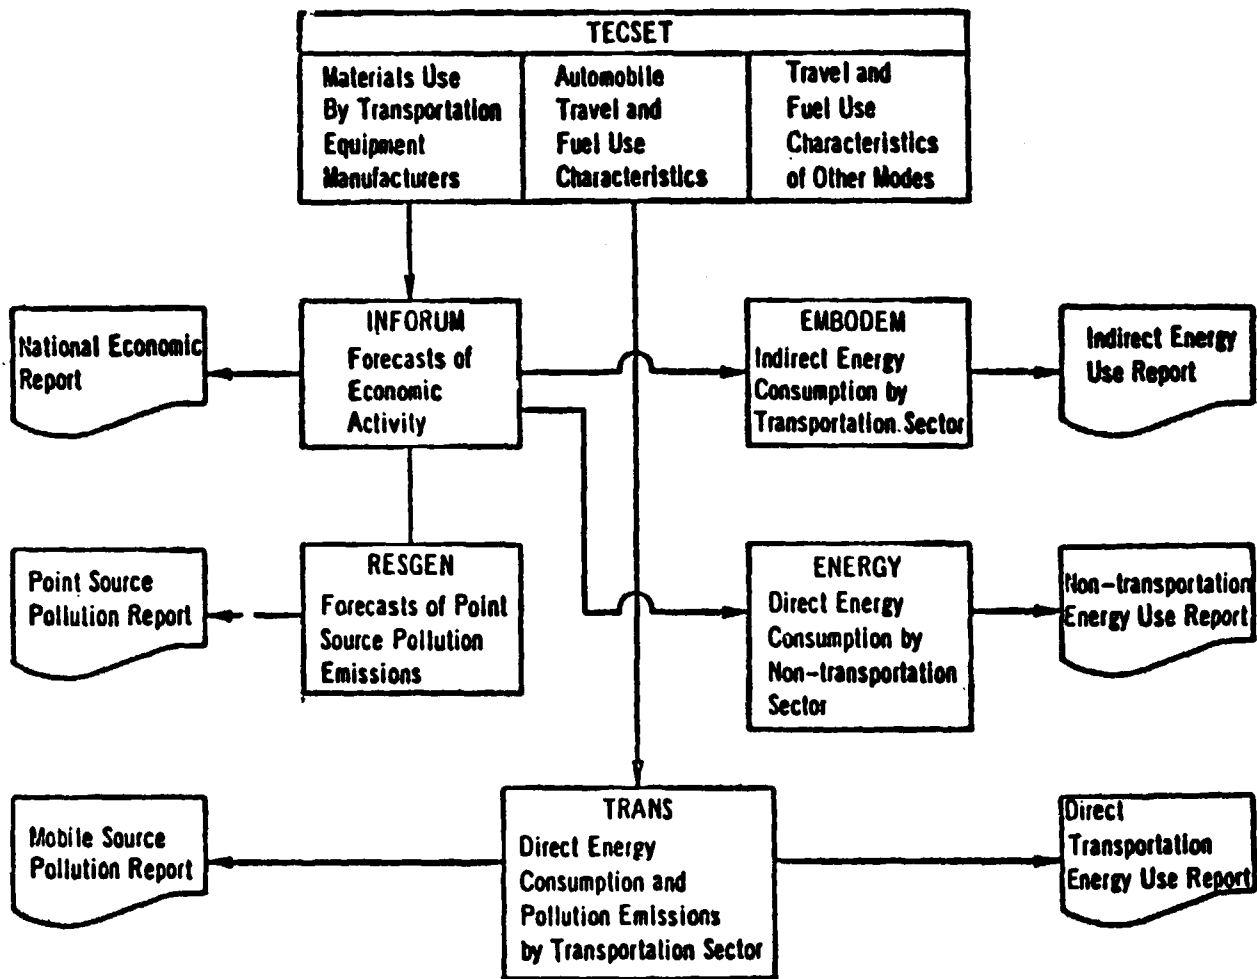 TECSET
Materials Use
By Transportation
Equipment
Manufacturers
Automobile
Travel and
Fuel Use
Characteristics
Travel and
Fuel Use
Characteristics
of Other Modes
National Economic
Report
INFORUM
Forecasts of
Economic
Activity
EMBODEM
Indirect Energy
Consumption by
Transportation Sector
Indirect Energy
Use Report
Point Source
Pollution Report
RESGEN
Forecasts of Point
Source Pollution
Emissions
ENERGY
Direct Energy
Consumption by
Non-transportation
Sector
Non-transportation
Energy Use Report
Mobile Source
Pollution Report
TRANS
Direct Energy
Consumption and
Pollution Emissions
by Transportation Sector
Direct
Transportation
Energy Use Report